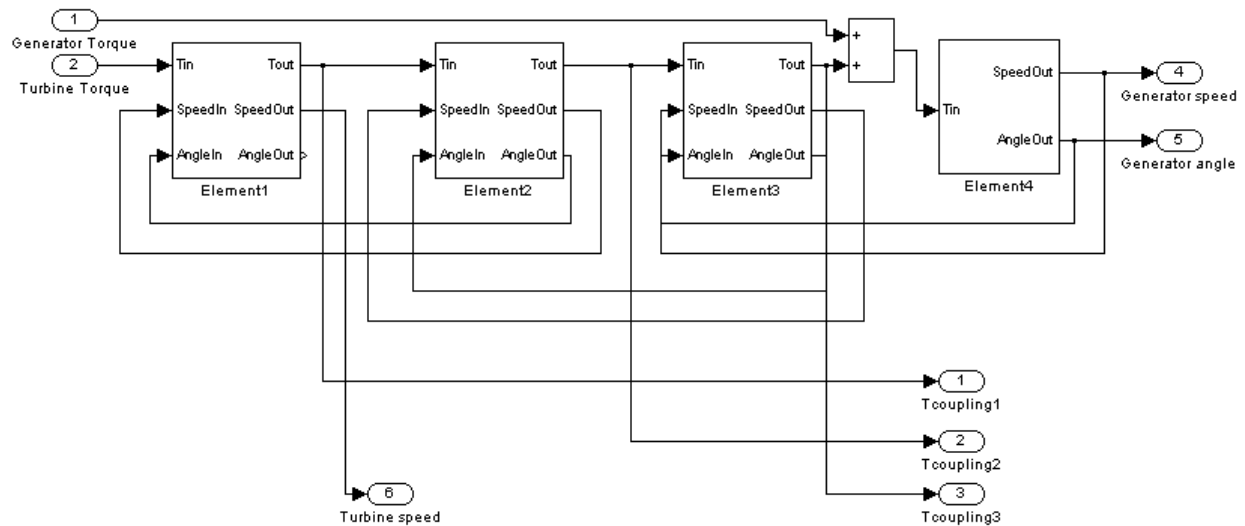 1
Generator Torque
2
Turbine Torque
Tin
Tout
SpeedIn
SpeedOut
AngleIn
AngleOut
Element1
Tin
Tout
SpeedIn
SpeedOut
AngleIn
AngleOut
Element2
Tin
Tout
SpeedIn
SpeedOut
AngleIn
AngleOut
Element3
+
+
Tin
SpeedOut
AngleOut
Element4
4
Generator speed
5
Generator angle
1
Tcoupling1
2
Tcoupling2
3
Tcoupling3
6
Turbine speed